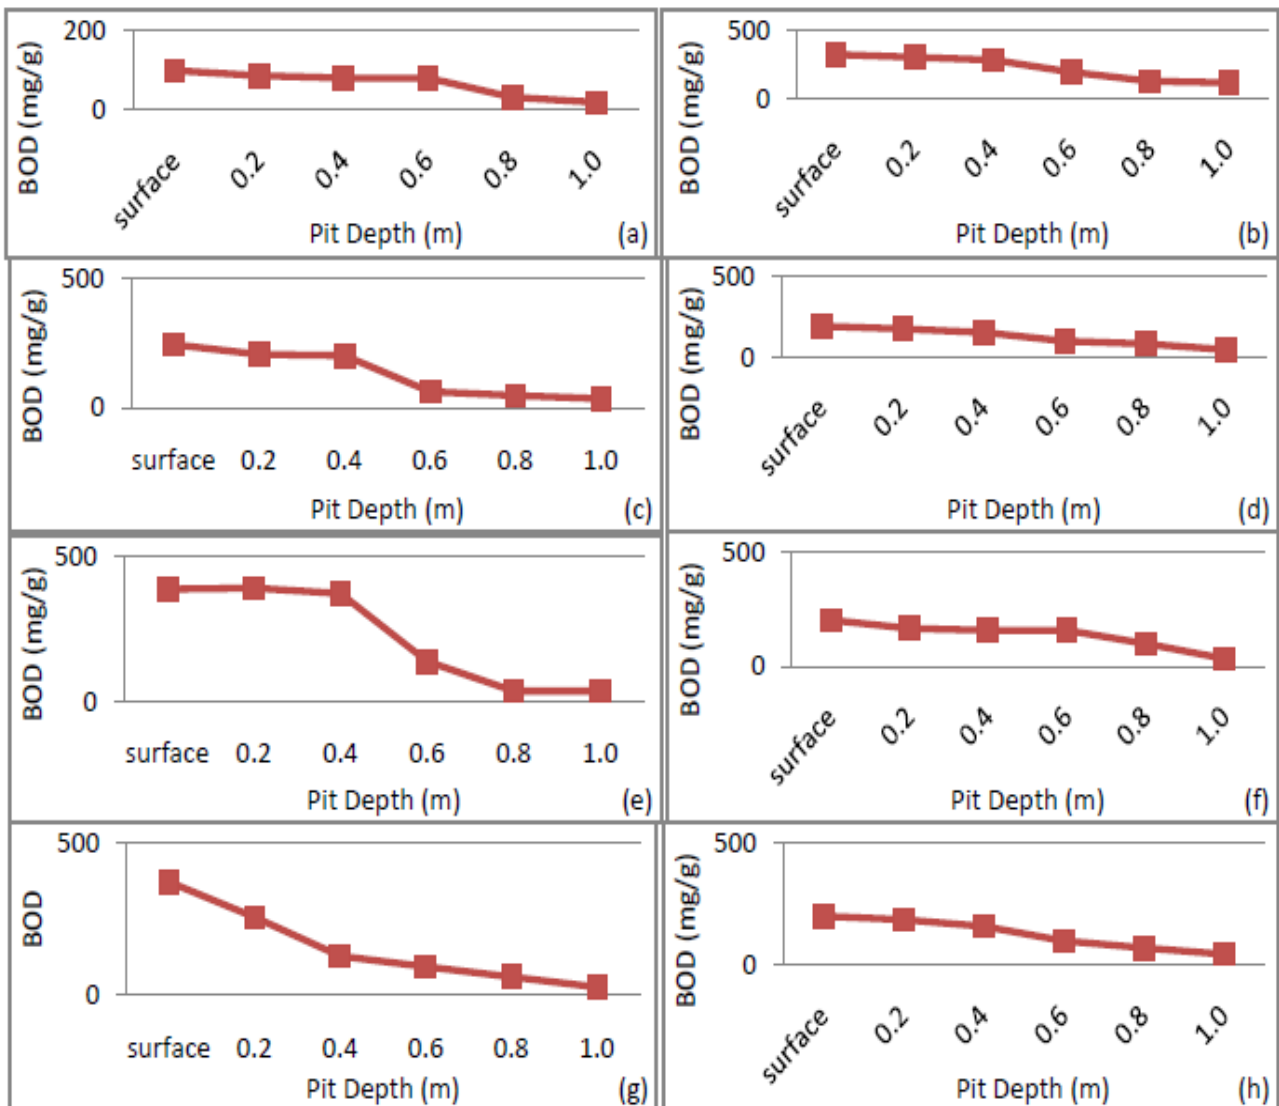 200
0
BOD (mg/g)
surface 0.2 0.4 0.6 0.8 1.0
Pit Depth (m) (a)
500
0
BOD (mg/g)
surface 0.2 0.4 0.6 0.8 1.0
Pit Depth (m) (b)
500
0
BOD (mg/g)
surface 0.2 0.4 0.6 0.8 1.0
Pit Depth (m) (c)
500
0
BOD (mg/g)
surface 0.2 0.4 0.6 0.8 1.0
Pit Depth (m) (d)
500
0
BOD (mg/g)
surface 0.2 0.4 0.6 0.8 1.0
Pit Depth (m) (e)
500
0
BOD (mg/g)
surface 0.2 0.4 0.6 0.8 1.0
Pit Depth (m) (f)
500
0
BOD
surface 0.2 0.4 0.6 0.8 1.0
Pit Depth (m) (g)
500
0
BOD (mg/g)
surface 0.2 0.4 0.6 0.8 1.0
Pit Depth (m) (h)